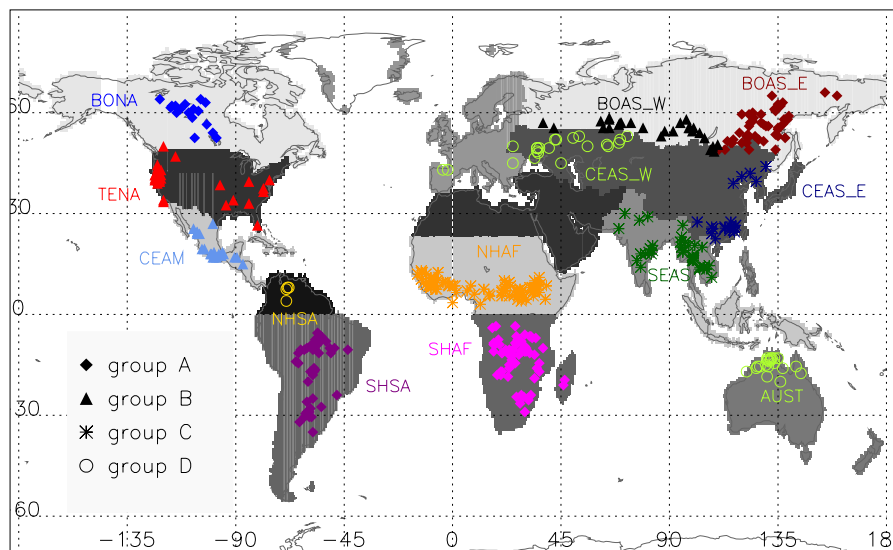 BOAS_E
BONA
BOAS_W
60
CEAS_W
TENA
CEAS_E
30
CEAM
NHAF
SEAS
0
NHSA
SHAF
group A
SHSA
AUST
group B
30
group C
group D
60
-135 -90 -45 0 45 90 135 18